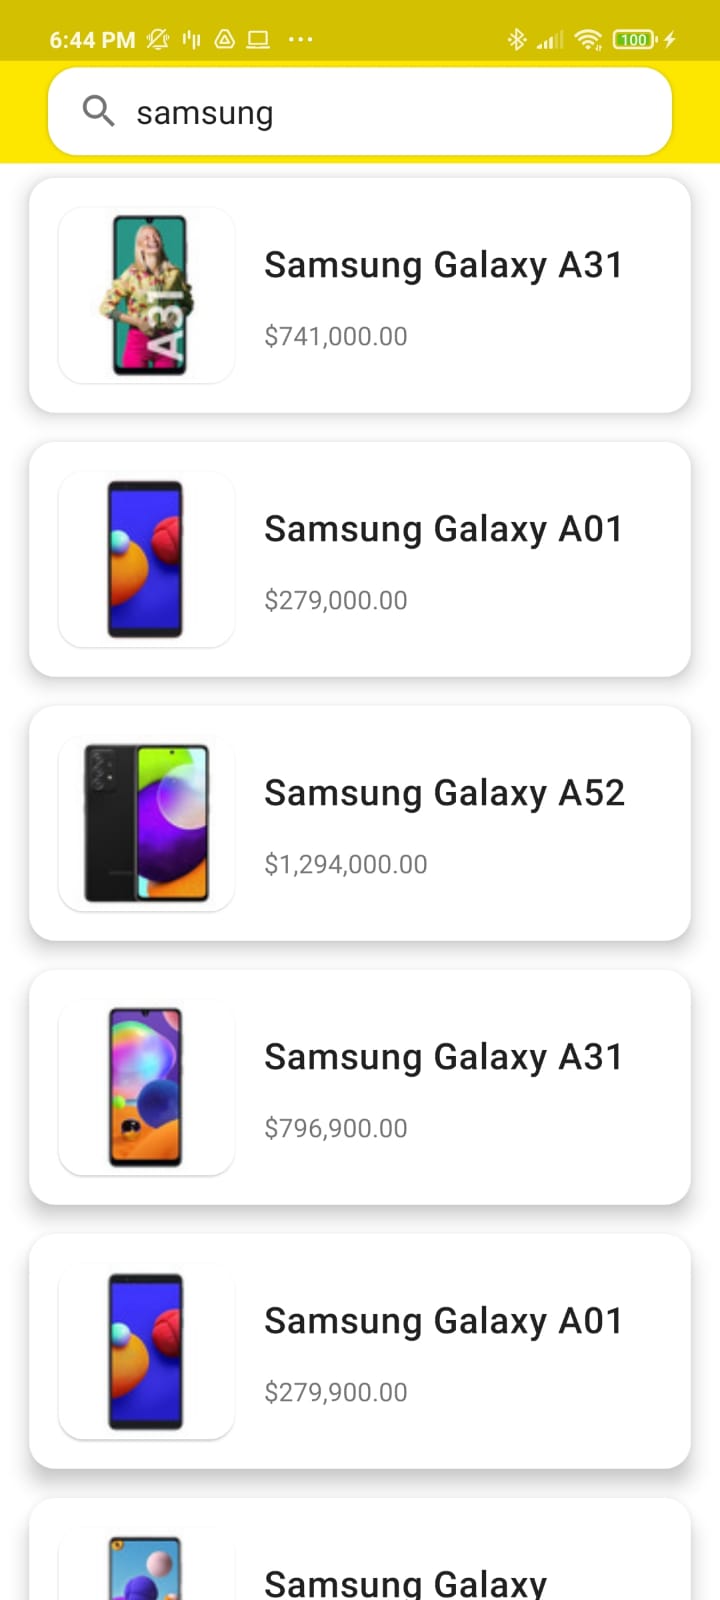 6:44 PM 100
samsung
A31
Samsung Galaxy A31
$741,000.00
Samsung Galaxy A01
$279,000.00
Samsung Galaxy A52
$1,294,000.00
Samsung Galaxy A31
$796,900.00
Samsung Galaxy A01
$279,900.00
Samsung Galaxy